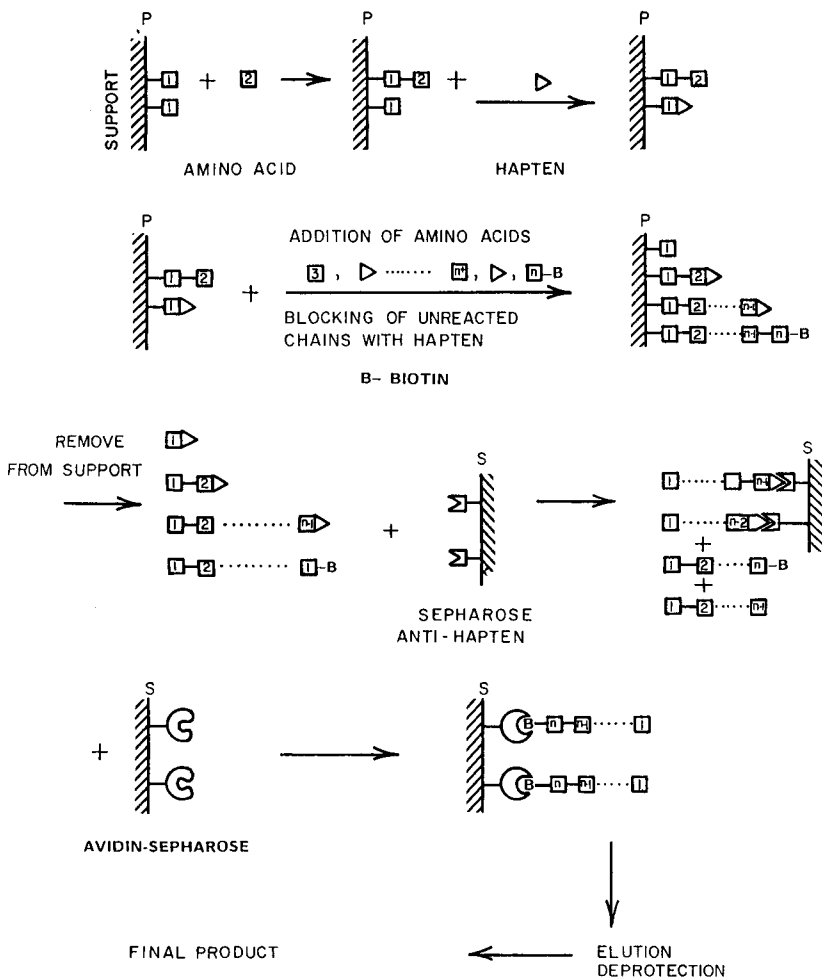 P P P
SUPPORT
1 + 2 1 2 + 1 2
1 1 1
AMINO ACID HAPTEN
P P
ADDITION OF AMINO ACIDS
1 2 3 , ........ n+ , , n –B 1
1 + 1 2
BLOCKING OF UNREACTED 1 2 ...... n-1
CHAINS WITH HAPTEN 1 2 ...... n-1 n –B
B– BIOTIN
REMOVE 1
FROM SUPPORT 1 2 S S
1 ...... n-1
1 2 ........ n-1 + 1 ...... n-2
+
1 2 ........ 1 –B 1 2 ...... n –B
+
SEPHAROSE 1 2 ...... n-1
ANTI-HAPTEN
S S
+ B n n-1 ...... 1
B n n-1 ...... 1
AVIDIN-SEPHAROSE
FINAL PRODUCT ELUTION
DEPROTECTION